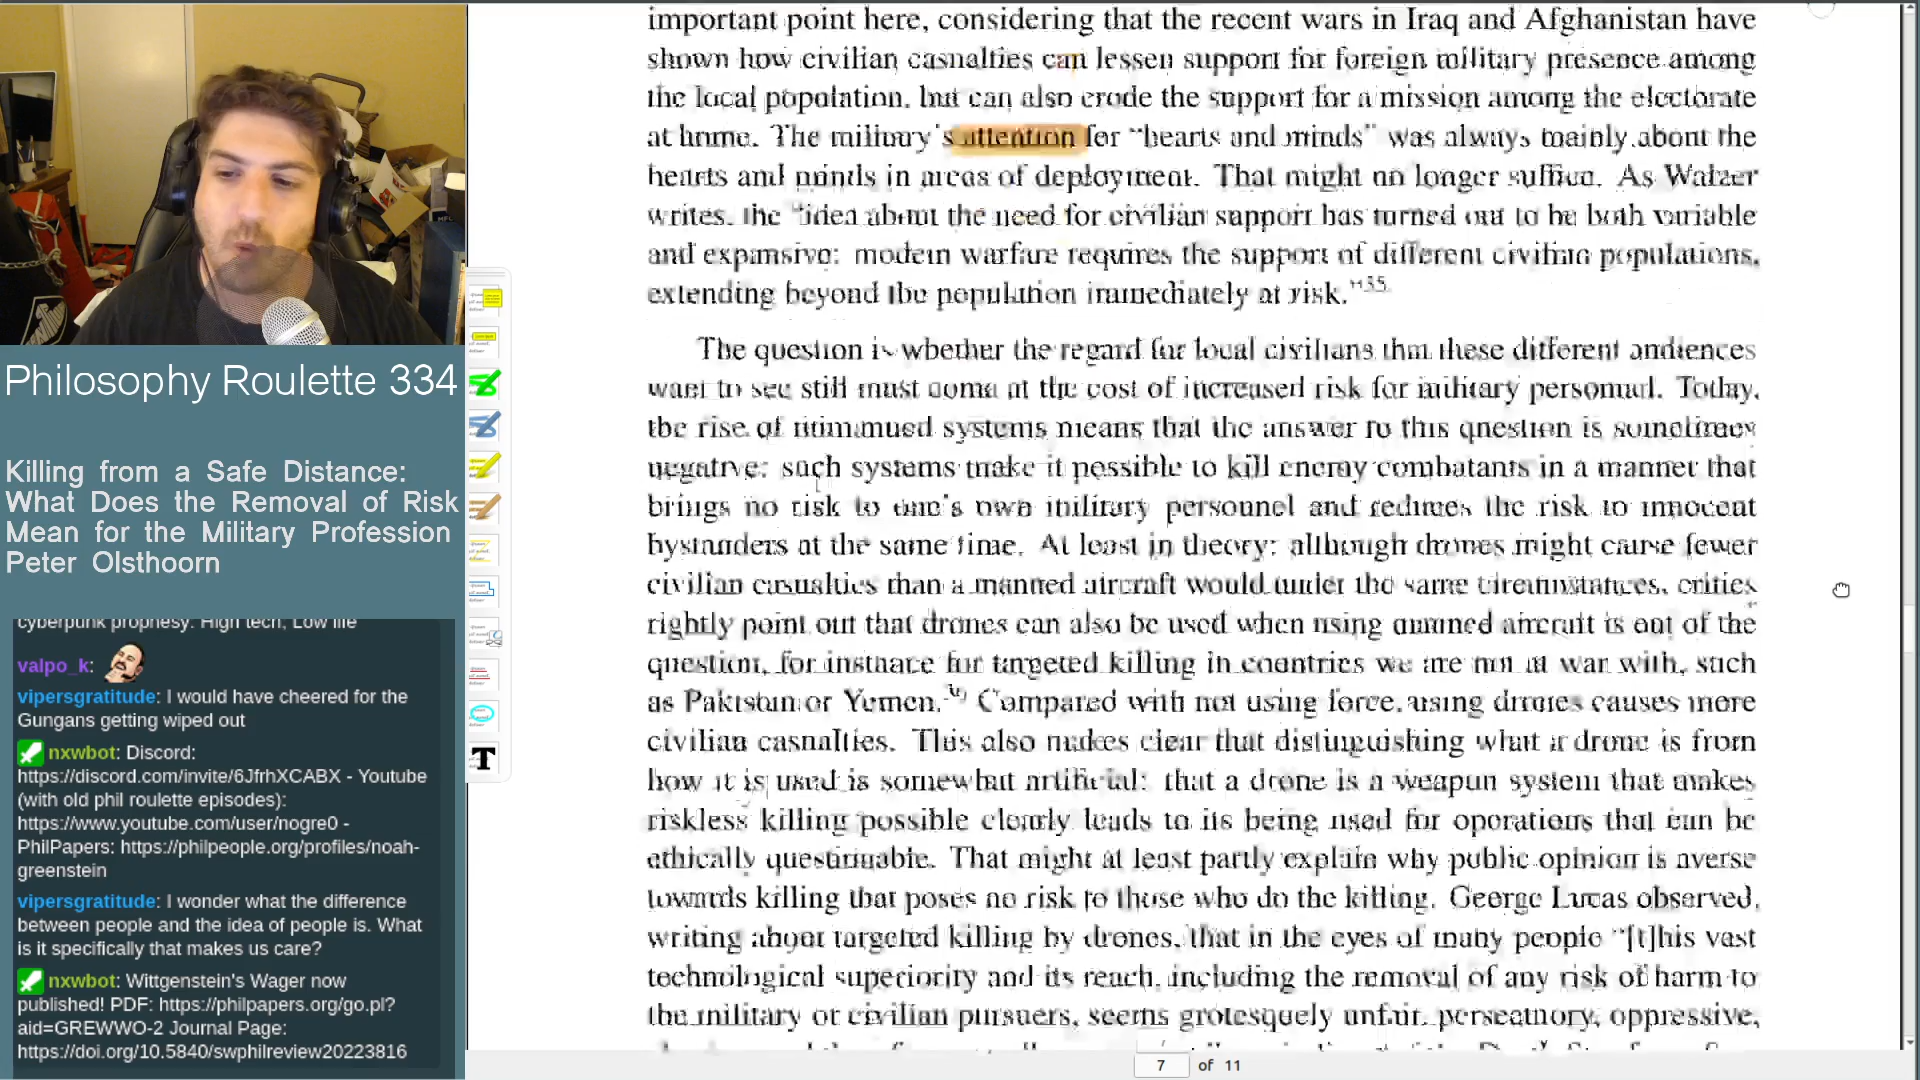 Philosophy Roulette 334
Killing from a Safe Distance:
What Does the Removal of Risk
Mean for the Military Profession
Peter Olsthoorn
cyberpunk prophesy. High tech, Low life
valpo_k:
vipersgratitude: I would have cheered for the
Gungans getting wiped out
nxwbot: Discord:
https://discord.com/invite/6JfrhXCABX - Youtube
(with old phil roulette episodes):
https://www.youtube.com/user/nogre0 -
PhilPapers: https://philpeople.org/profiles/noah-
greenstein
vipersgratitude: I wonder what the difference
between people and the idea of people is. What
is it specifically that makes us care?
nxwbot: Wittgenstein's Wager now
published! PDF: https://philpapers.org/go.pl?
aid=GREWWO-2 Journal Page:
https://doi.org/10.5840/swphilreview20223816
T
important point here, considering that the recent wars in Iraq and Afghanistan have
shown how civilian casualties can lessen support for foreign military presence among
the local population, but can also erode the support for a mission among the electorate
at home. The military's attention for “hearts and minds” was always mainly about the
hearts and minds in areas of deployment. That might no longer suffice. As Walzer
writes, the “idea about the need for civilian support has turned out to be both variable
and expansive: modern warfare requires the support of different civilian populations,
extending beyond the population immediately at risk.”35
The question is whether the regard for local civilians that these different audiences
want to see still must come at the cost of increased risk for military personnel. Today,
the rise of unmanned systems means that the answer to this question is sometimes
negative: such systems make it possible to kill enemy combatants in a manner that
brings no risk to one's own military personnel and reduces the risk to innocent
bystanders at the same time. At least in theory: although drones might cause fewer
civilian casualties than a manned aircraft would under the same circumstances, critics
rightly point out that drones can also be used when using manned aircraft is out of the
question, for instance for targeted killing in countries we are not at war with, such
as Pakistan or Yemen. Compared with not using force, using drones causes more
civilian casualties. This also makes clear that distinguishing what a drone is from
how it is used is somewhat artificial: that a drone is a weapon system that makes
riskless killing possible clearly leads to its being used for operations that can be
ethically questionable. That might at least partly explain why public opinion is averse
towards killing that poses no risk to those who do the killing. George Lucas observed,
writing about targeted killing by drones, that in the eyes of many people “[t]his vast
technological superiority and its reach, including the removal of any risk of harm to
the military or civilian pursuers, seems grotesquely unfair, persecutory, oppressive,
7 of 11